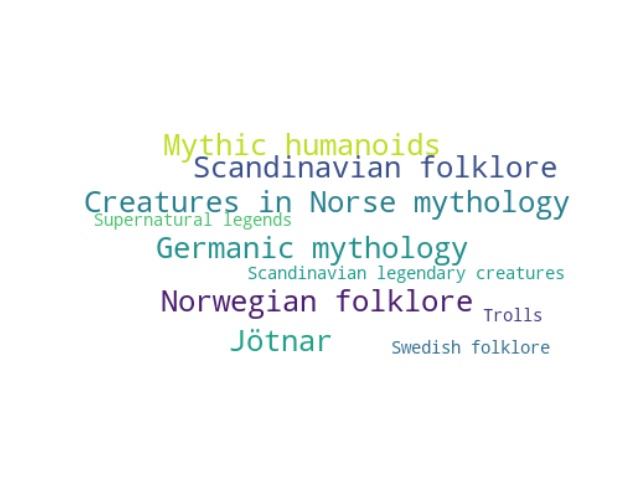 Mythic humanoids
Scandinavian folklore
Creatures in Norse mythology
Supernatural legends
Germanic mythology
Scandinavian legendary creatures
Norwegian folklore
Trolls
Jötnar
Swedish folklore